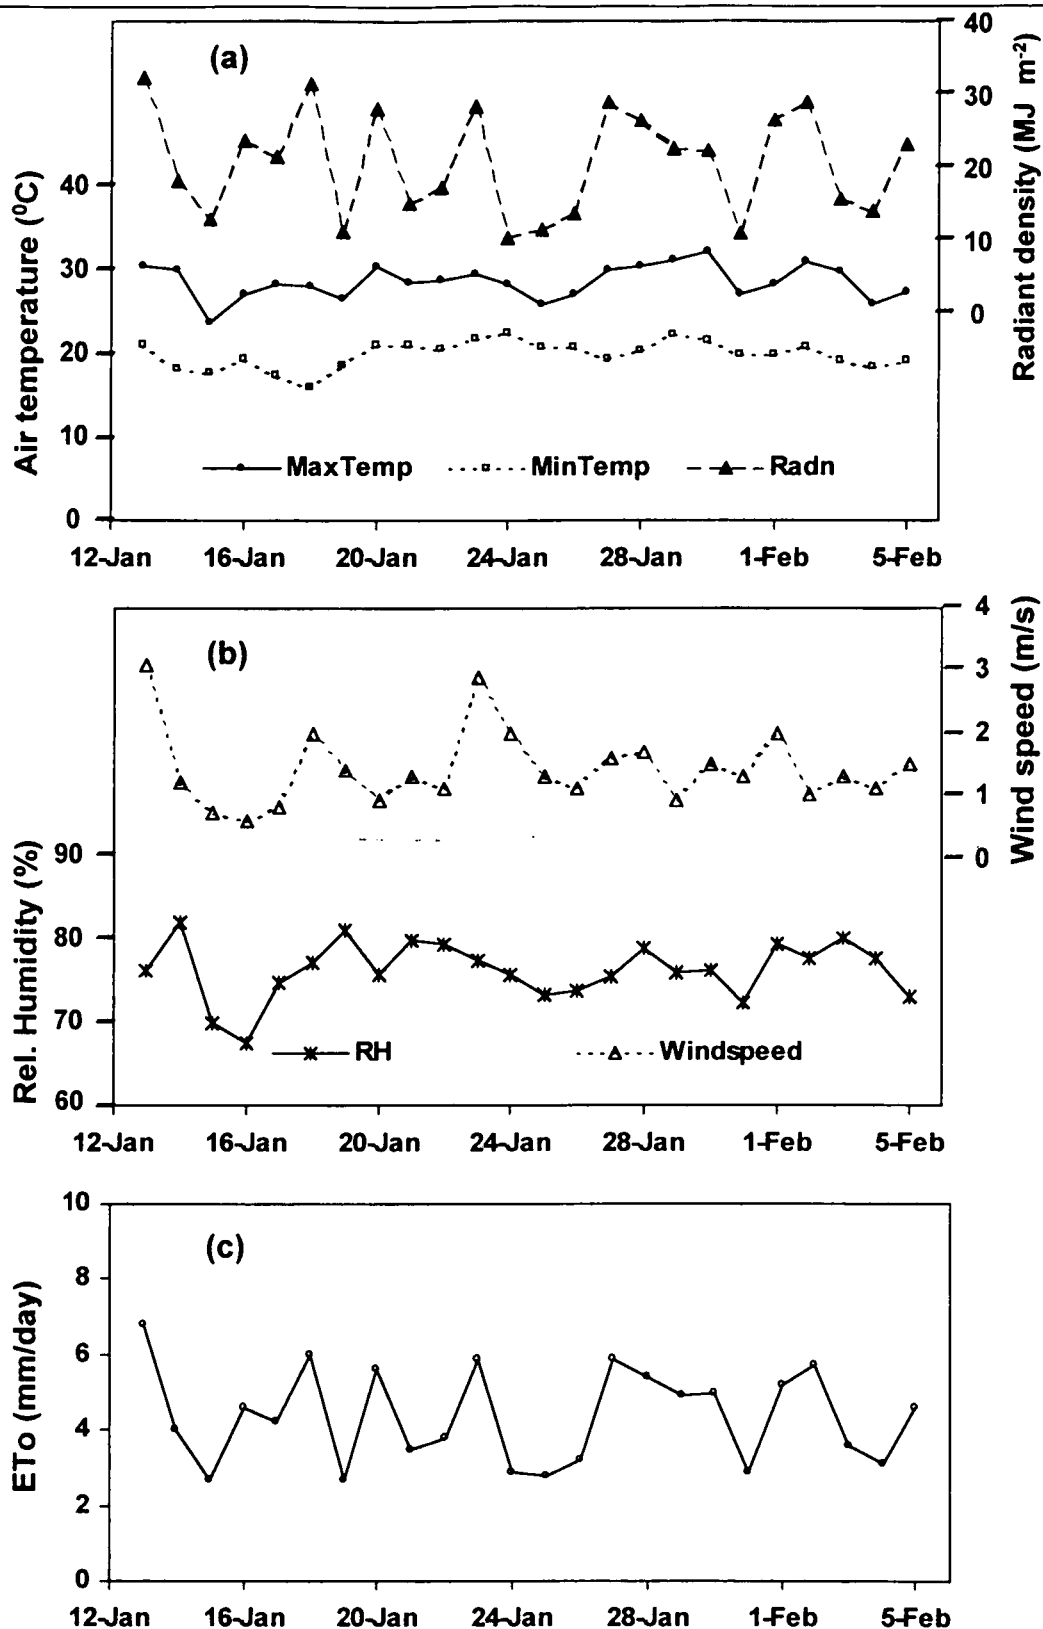 (a)
40
30
20
10
0
Radiant density (MJ m-2)
40
30
20
10
0
Air temperature (⁰C)
MaxTemp MinTemp Radn
12-Jan 16-Jan 20-Jan 24-Jan 28-Jan 1-Feb 5-Feb
(b)
4
3
2
1
0
Wind speed (m/s)
90
80
70
60
Rel. Humidity (%)
RH Windspeed
12-Jan 16-Jan 20-Jan 24-Jan 28-Jan 1-Feb 5-Feb
(c)
10
8
6
4
2
0
ETo (mm/day)
12-Jan 16-Jan 20-Jan 24-Jan 28-Jan 1-Feb 5-Feb